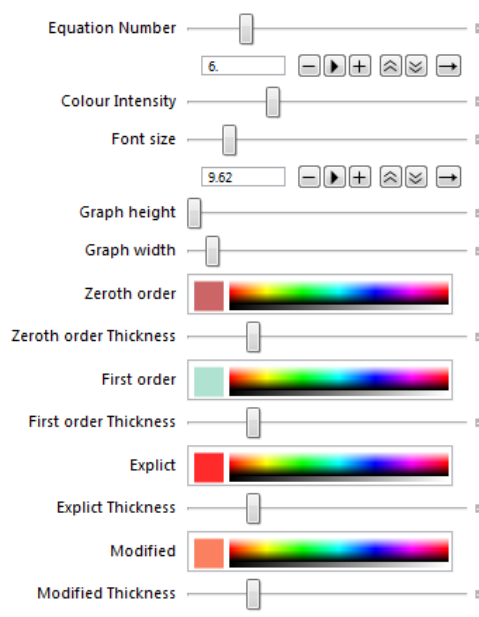 Equation Number
6.
Colour Intensity
Font size
9.62
Graph height
Graph width
Zeroth order
Zeroth order Thickness
First order
First order Thickness
Explict
Explict Thickness
Modified
Modified Thickness